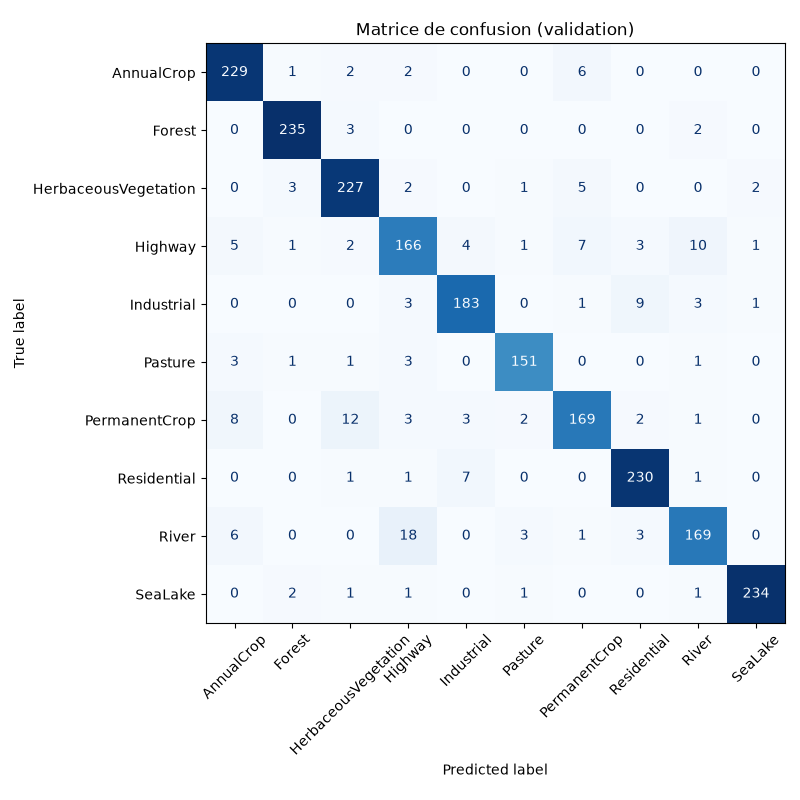 Matrice de confusion (validation)
AnnualCrop 229 1 2 2 0 0 6 0 0 0
Forest 0 235 3 0 0 0 0 0 2 0
HerbaceousVegetation 0 3 227 2 0 1 5 0 0 2
Highway 5 1 2 166 4 1 7 3 10 1
Industrial 0 0 0 3 183 0 1 9 3 1
Pasture 3 1 1 3 0 151 0 0 1 0
PermanentCrop 8 0 12 3 3 2 169 2 1 0
Residential 0 0 1 1 7 0 0 230 1 0
River 6 0 0 18 0 3 1 3 169 0
SeaLake 0 2 1 1 0 1 0 0 1 234
True label
AnnualCrop Forest HerbaceousVegetation Highway Industrial Pasture PermanentCrop Residential River SeaLake
Predicted label